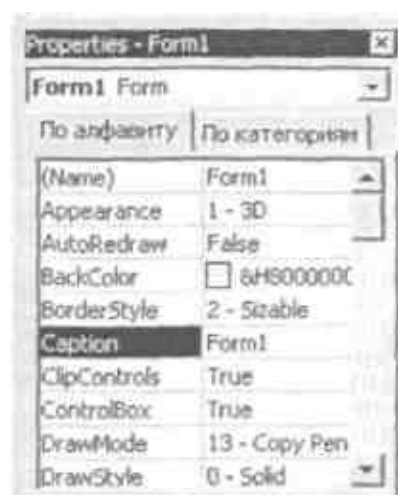 Properties - Form1
Form1 Form
По алфавиту По категориям
(Name) Form1
Appearance 1 - 3D
AutoRedraw False
BackColor &H8000000
BorderStyle 2 - Sizable
Caption Form1
ClipControls True
ControlBox True
DrawMode 13 - Copy Pen
DrawStyle 0 - Solid